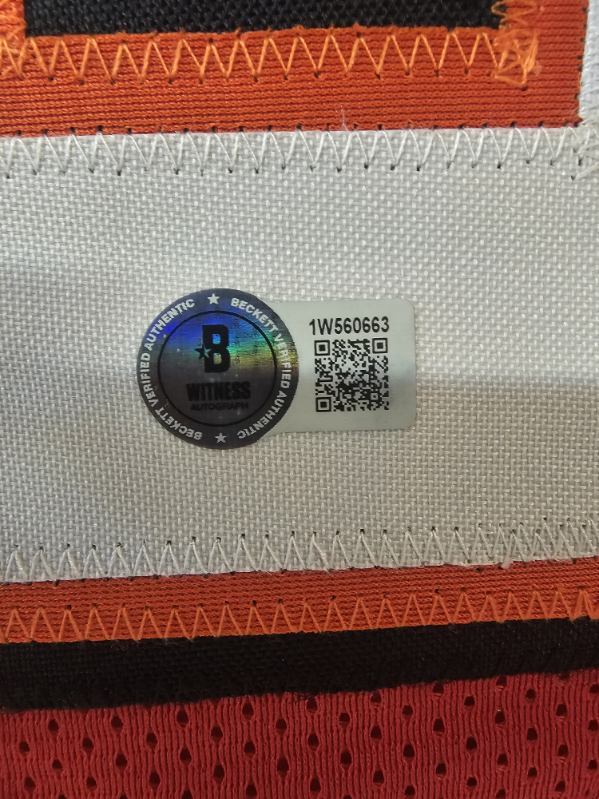 BECKETT VERIFIED AUTHENTIC ★ BECKETT VERIFIED AUTHENTIC ★
B
WITNESS
AUTOGRAPH
1W560663